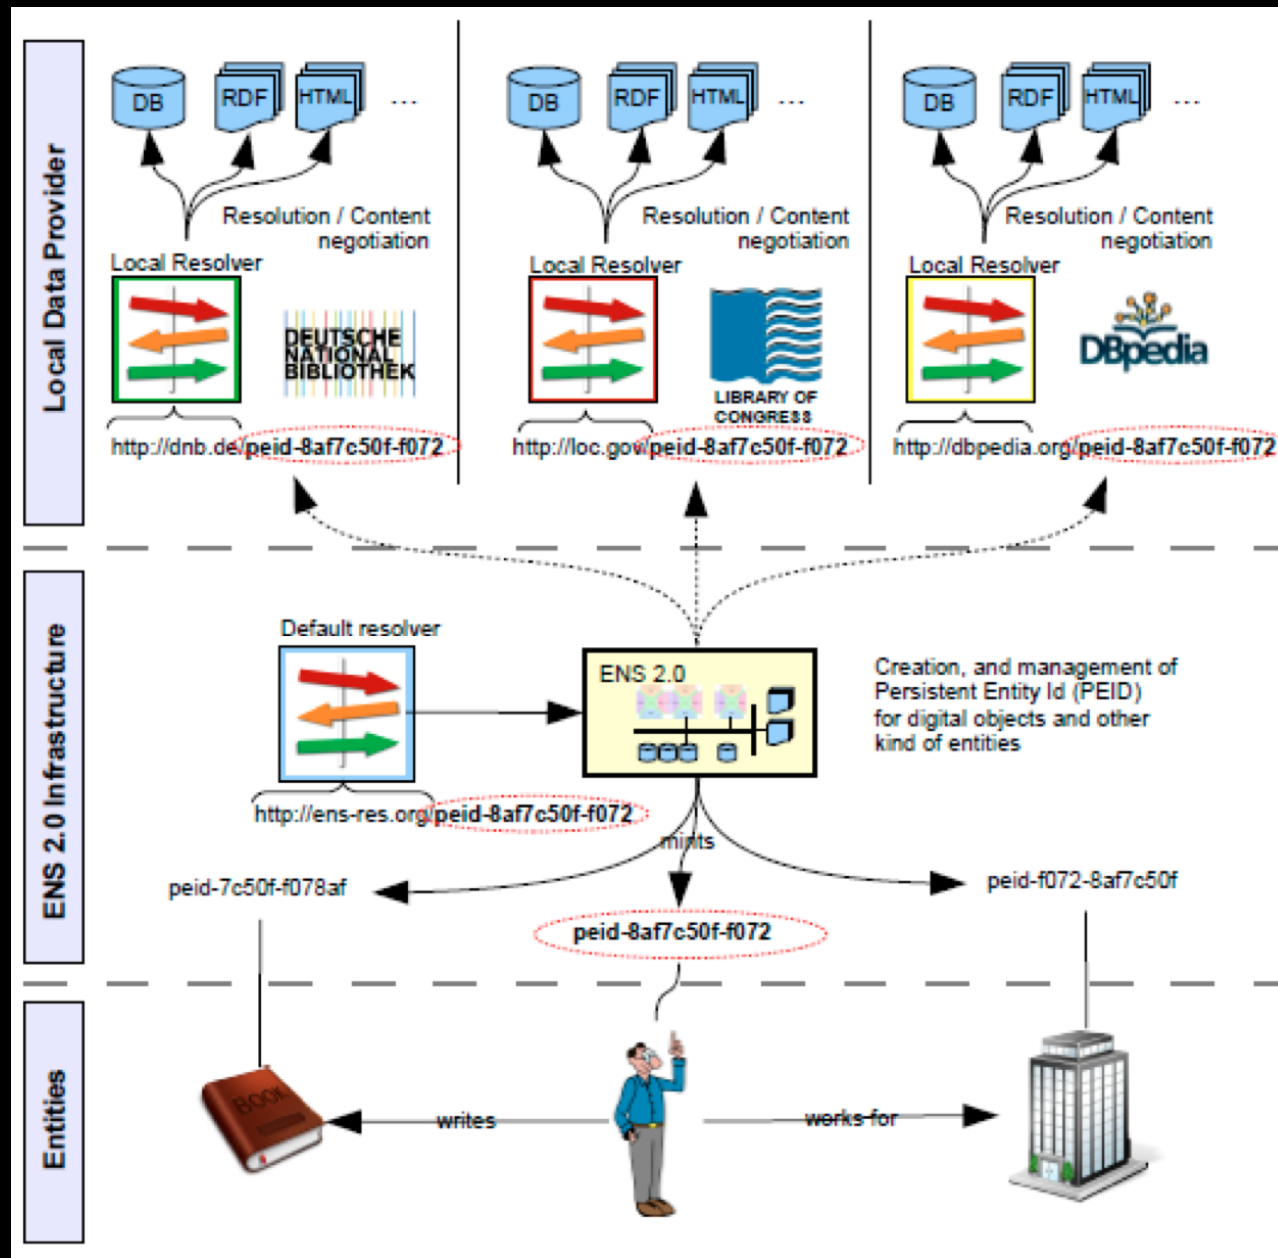 Local Data Provider
DB
RDF
HTML
...
Resolution / Content
negotiation
Local Resolver
DEUTSCHE
NATIONAL
BIBLIOTHEK
http://dnb.de/peid-8af7c50f-f072
DB
RDF
HTML
...
Resolution / Content
negotiation
Local Resolver
LIBRARY OF
CONGRESS
http://loc.gov/peid-8af7c50f-f072
DB
RDF
HTML
...
Resolution / Content
negotiation
Local Resolver
DBpedia
http://dbpedia.org/peid-8af7c50f-f072
ENS 2.0 Infrastructure
Default resolver
http://ens-res.org/peid-8af7c50f-f072
ENS 2.0
Creation, and management of
Persistent Entity Id (PEID)
for digital objects and other
kind of entities
mints
peid-7c50f-f078af
peid-8af7c50f-f072
peid-f072-8af7c50f
Entities
BOOK
writes
works for